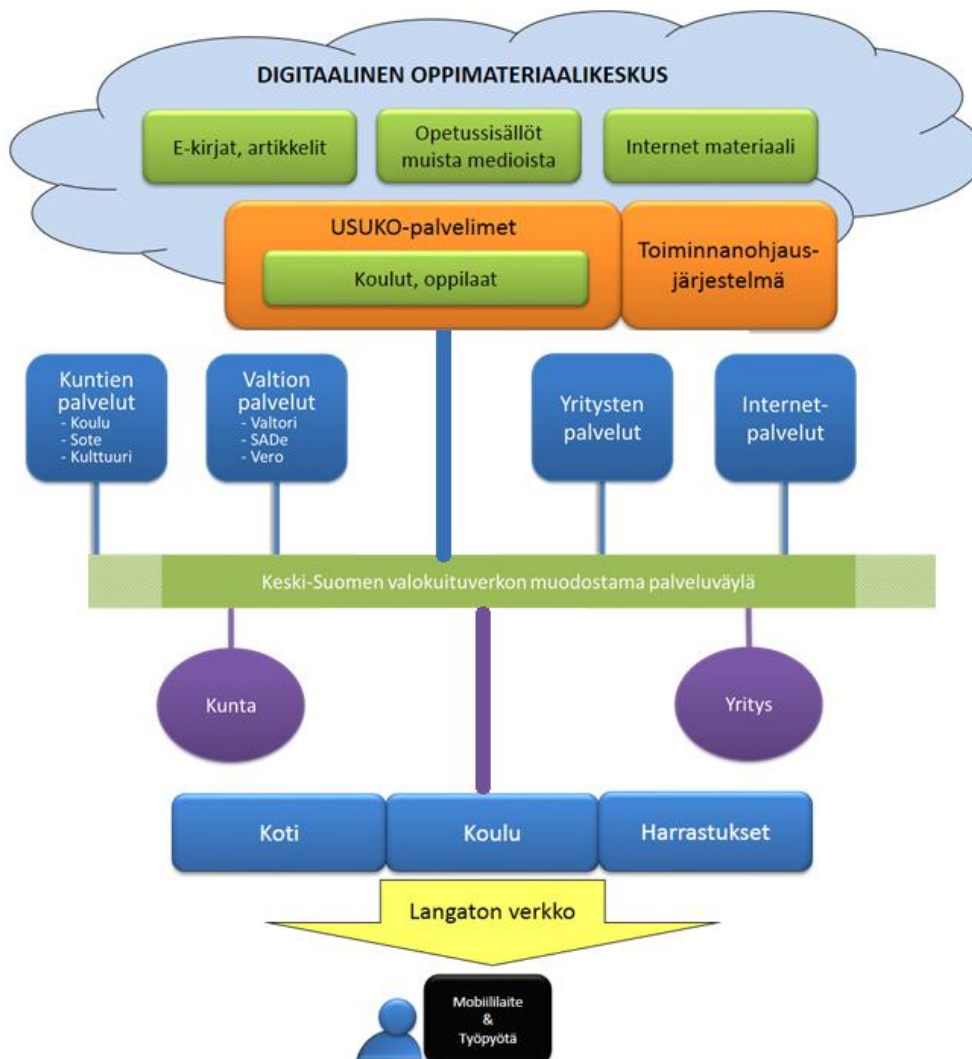 DIGITAALINEN OPPIMATERIAALIKESKUS
E-kirjat, artikkelit
Opetussisällöt
muista medioista
Internet materiaali
USUKO-palvelimet
Koulut, oppilaat
Toiminnanohjaus-
järjestelmä
Kuntien
palvelut
- Koulu
- Sote
- Kulttuuri
Valtion
palvelut
- Valtori
- SADe
- Vero
Yritysten
palvelut
Internet-
palvelut
Keski-Suomen valokuituverkon muodostama palveluväylä
Kunta
Yritys
Koti
Koulu
Harrastukset
Langaton verkko
Mobiililaite
&
Työpyötä